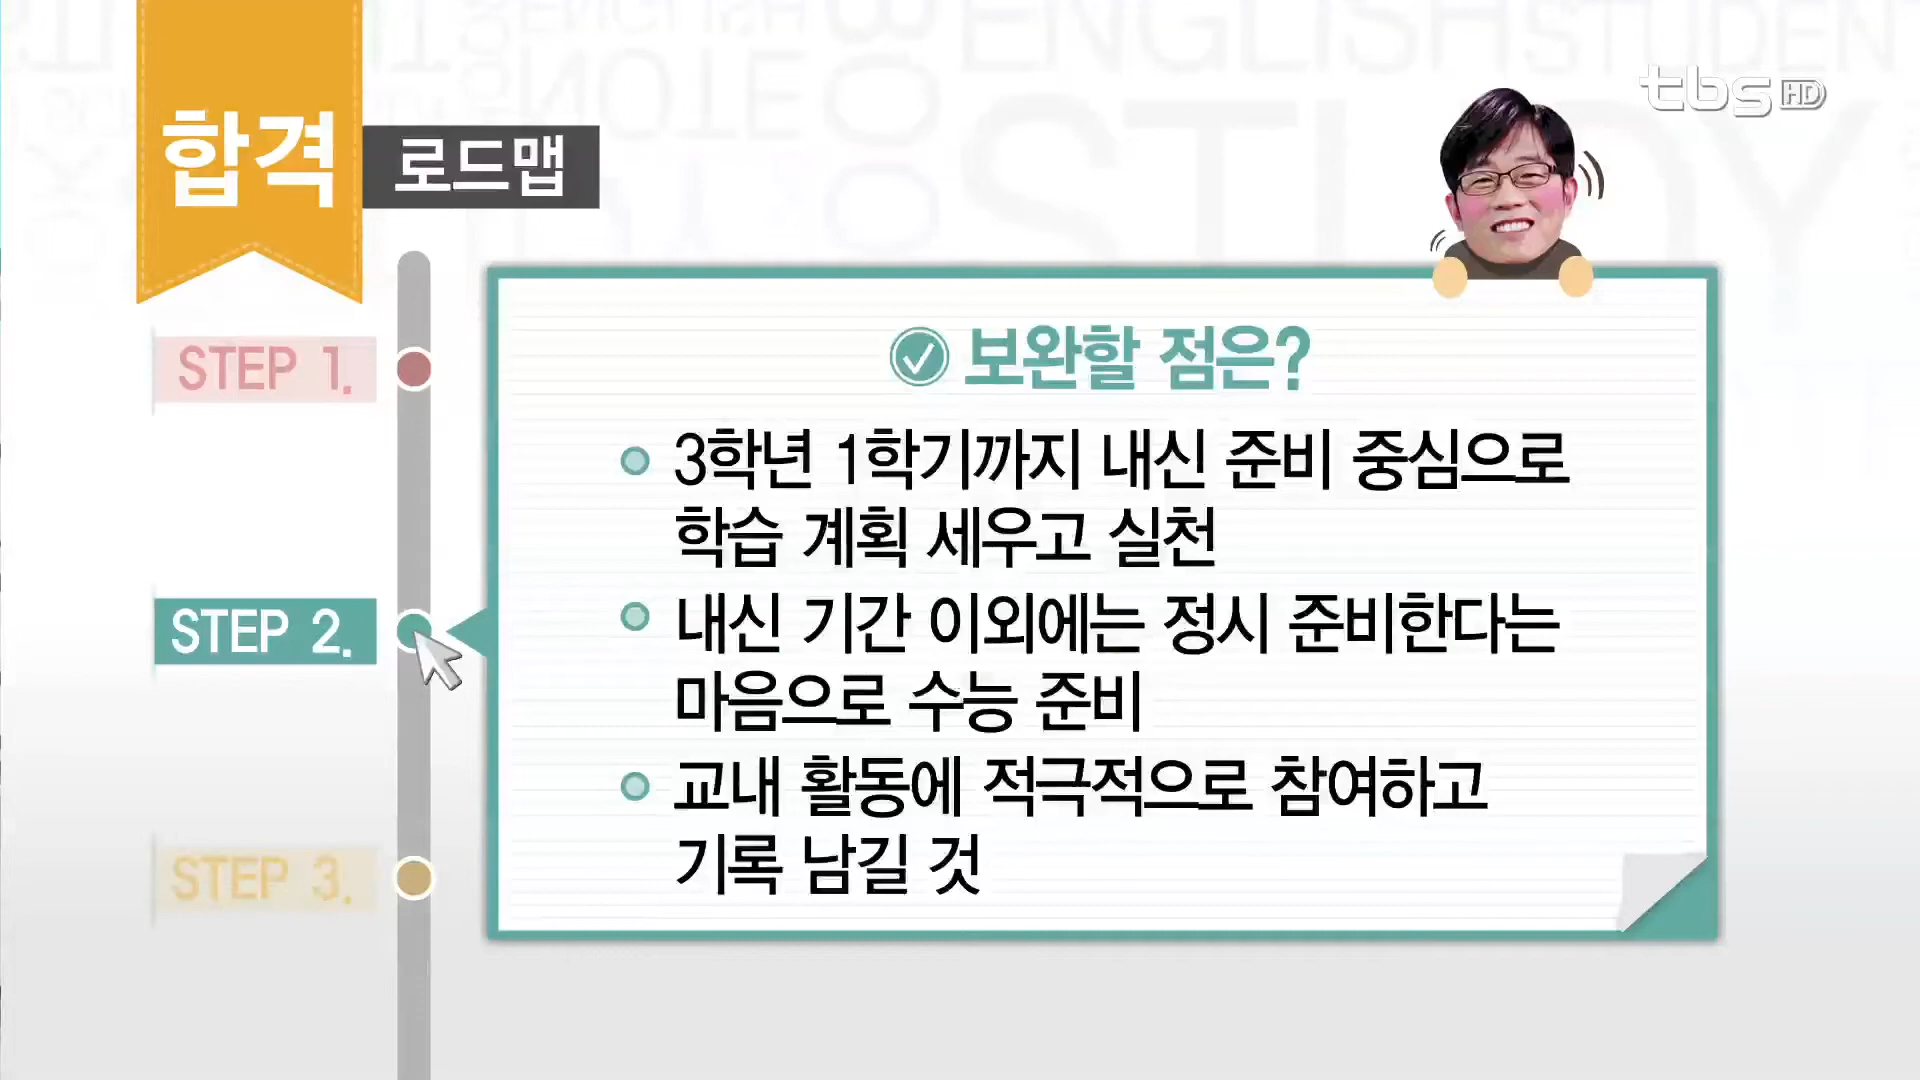 tbs HD
합격
로드맵
STEP 1.
STEP 2.
STEP 3.
보완할 점은?
3학년 1학기까지 내신 준비 중심으로
학습 계획 세우고 실천
내신 기간 이외에는 정시 준비한다는
마음으로 수능 준비
교내 활동에 적극적으로 참여하고
기록 남길 것
ENGLISH
STUDEN
NOTE
STUDY